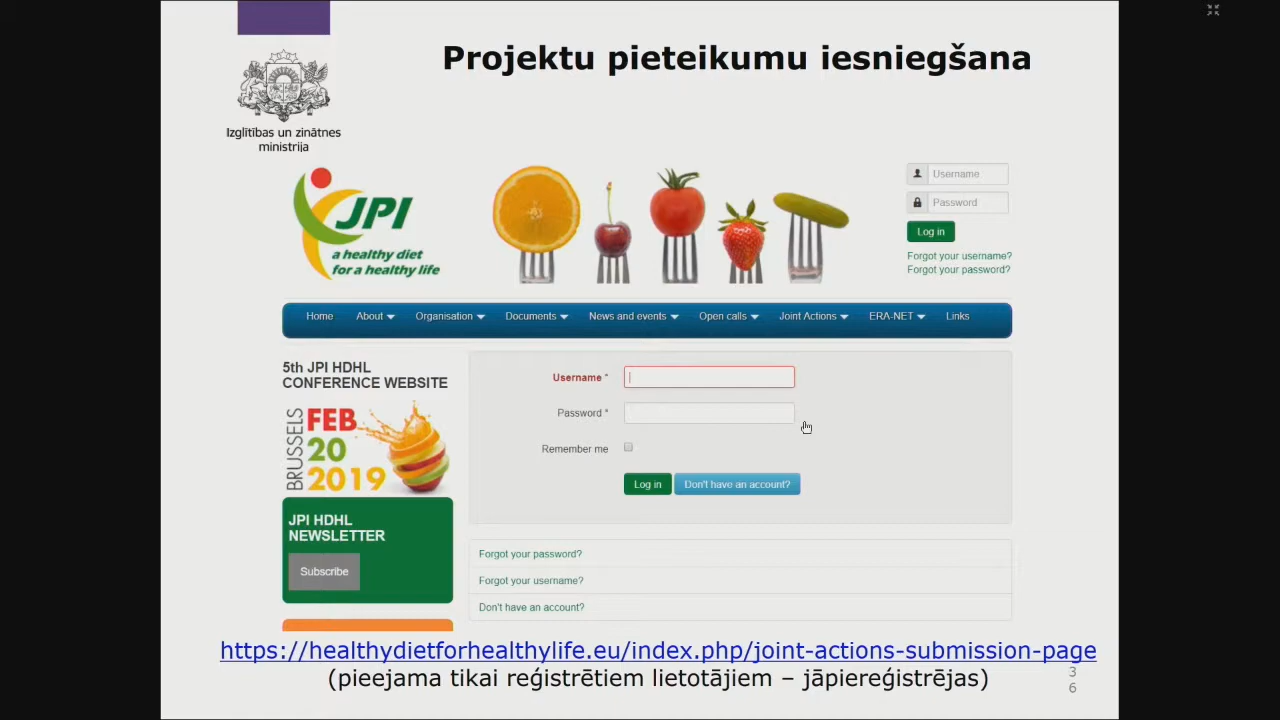 Projektu pieteikumu iesniegšana
Izglītības un zinātnes
ministrija
JPI
a healthy diet
for a healthy life
Username
Password
Log in
Forgot your username?
Forgot your password?
Home About Organisation Documents News and events Open calls Joint Actions ERA-NET Links
5th JPI HDHL
CONFERENCE WEBSITE
BRUSSELS
FEB
20
2019
JPI HDHL
NEWSLETTER
Subscribe
Username *
Password *
Remember me
Log in Don't have an account?
Forgot your password?
Forgot your username?
Don't have an account?
https://healthydietforhealthylife.eu/index.php/joint-actions-submission-page
(pieejama tikai reģistrētiem lietotājiem – jāpiereģistrējas)
3
6